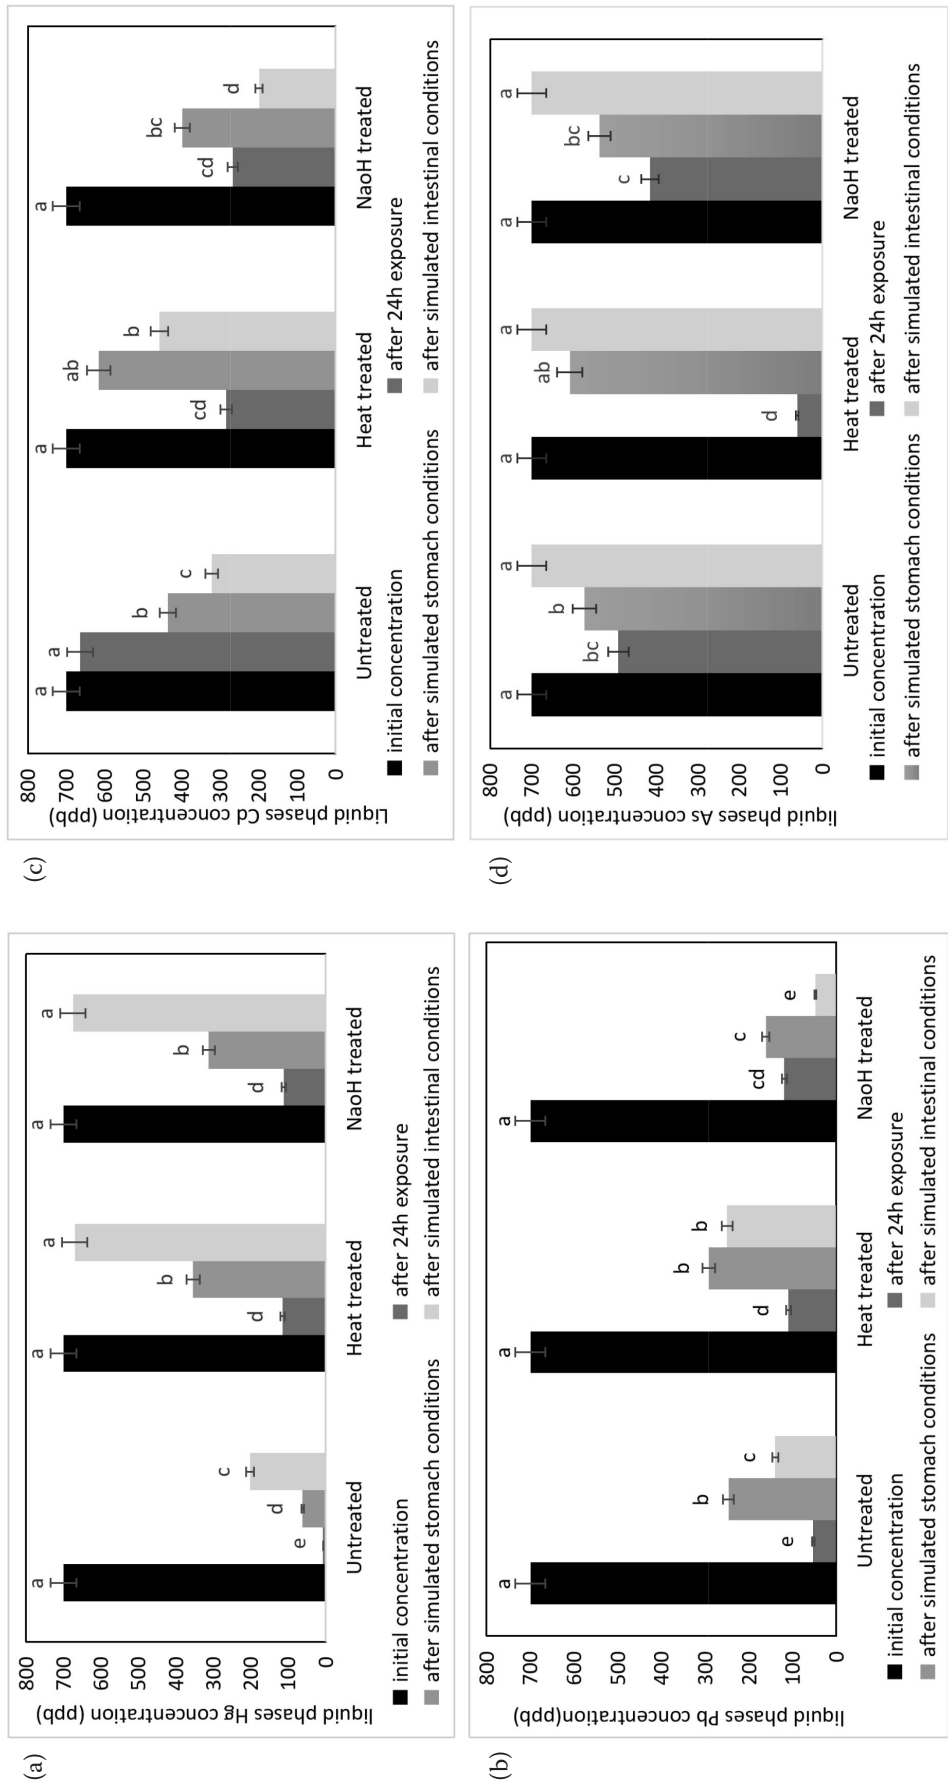 (a)
liquid phases Hg concentration (ppb)
800
700
600
500
400
300
200
100
0
a
e
d
c
a
d
b
a
a
d
b
a
Untreated
Heat treated
NaoH treated
initial concentration
after 24h exposure
after simulated stomach conditions
after simulated intestinal conditions
(b)
liquid phases Pb concentration(ppb)
800
700
600
500
400
300
200
100
0
a
e
b
c
a
d
b
b
a
cd
c
e
Untreated
Heat treated
NaoH treated
initial concentration
after 24h exposure
after simulated stomach conditions
after simulated intestinal conditions
(c)
Liquid phases Cd concentration (ppb)
800
700
600
500
400
300
200
100
0
a
a
b
c
a
cd
ab
b
a
cd
bc
d
Untreated
Heat treated
NaoH treated
initial concentration
after 24h exposure
after simulated stomach conditions
after simulated intestinal conditions
(d)
liquid phases As concentration (ppb)
800
700
600
500
400
300
200
100
0
a
bc
b
a
a
d
ab
a
a
c
bc
a
Untreated
Heat treated
NaoH treated
initial concentration
after 24h exposure
after simulated stomach conditions
after simulated intestinal conditions